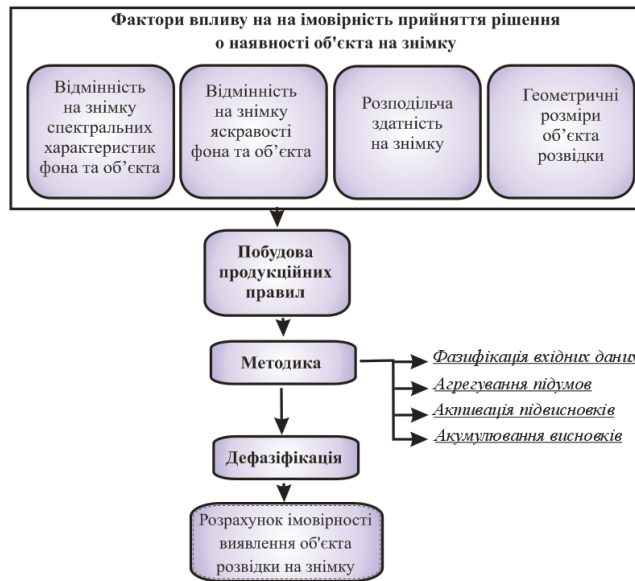 Фактори впливу на на імовірність прийняття рішення
о наявності об'єкта на знімку
Відмінність
на знімку
спектральних
характеристик
фона та об’єкта
Відмінність
на знімку
яскравості
фона та об’єкта
Розподільча
здатність
на знімку
Геометричні
розміри
об’єкта
розвідки
Побудова
продукційних
правил
Методика
Фазифікація вхідних даних
Агрегування підумов
Активація підвисновків
Акумулювання висновків
Дефазіфікація
Розрахунок імовірності
виявлення об'єкта
розвідки на знімку